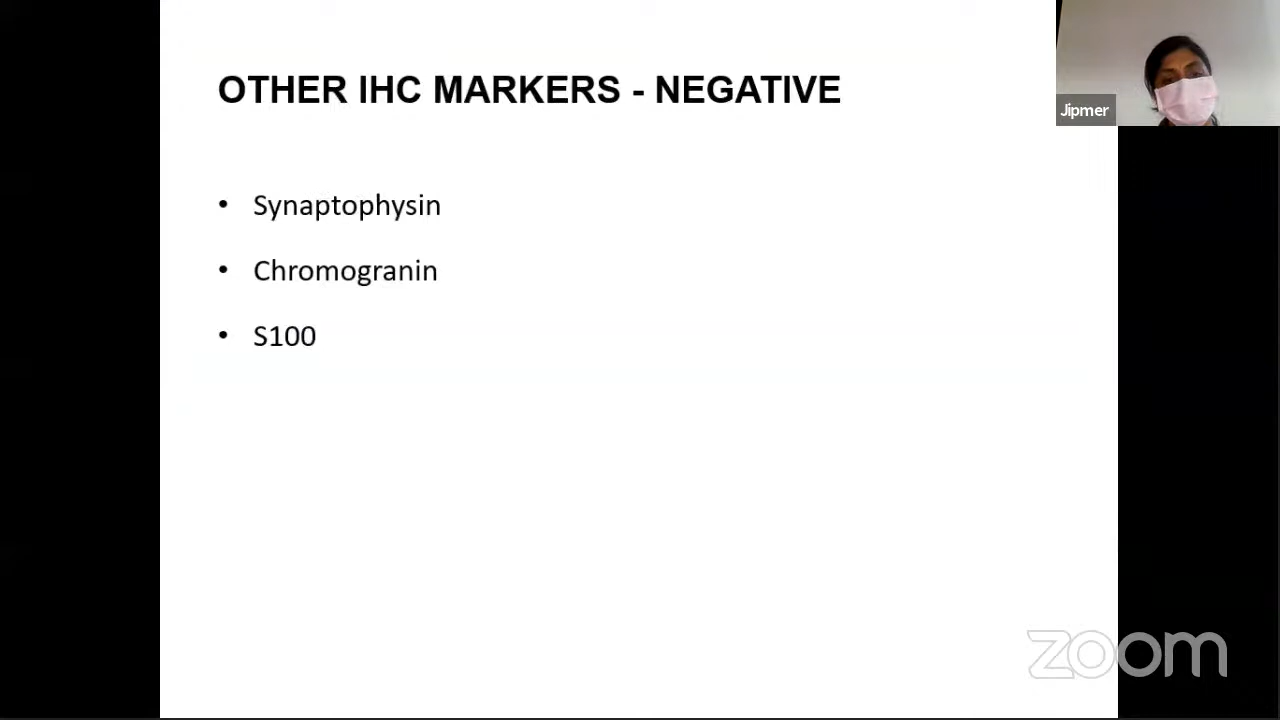 OTHER IHC MARKERS - NEGATIVE
Jipmer
• Synaptophysin
• Chromogranin
• S100
zoom